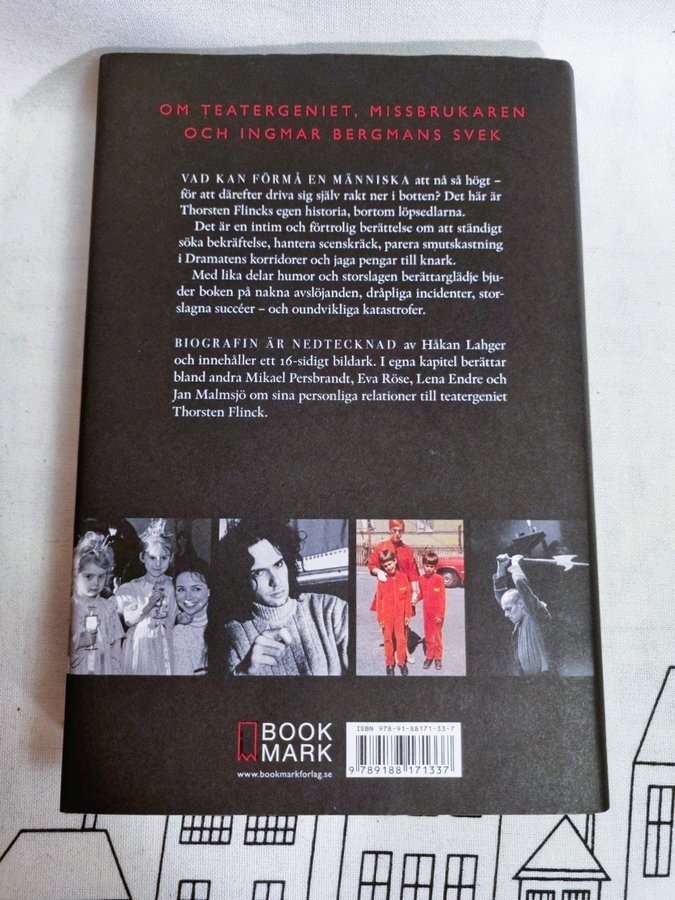 OM TEATERGENIET, MISSBRUKAREN
OCH INGMAR BERGMANS SVEK
VAD KAN FÖRMÅ EN MÄNNISKA att nå så högt –
för att därefter driva sig själv rakt ner i botten? Det här är
Thorsten Flincks egen historia, bortom löpsedlarna.
Det är en intim och förtrolig berättelse om att ständigt
söka bekräftelse, hantera scenskräck, parera smutskastning
i Dramatens korridorer och jaga pengar till knark.
Med lika delar humor och storslagen berättarglädje bju-
der boken på nakna avslöjanden, dråpliga incidenter, stor-
slagna succéer – och oundvikliga katastrofer.
BIOGRAFIN ÄR NEDTECKNAD av Håkan Lahger
och innehåller ett 16-sidigt bildark. I egna kapitel berättar
bland andra Mikael Persbrandt, Eva Röse, Lena Endre och
Jan Malmsjö om sina personliga relationer till teatergeniet
Thorsten Flinck.
BOOK
MARK
www.bookmarkforlag.se
ISBN 978-91-88171-33-7
9 789188 171337